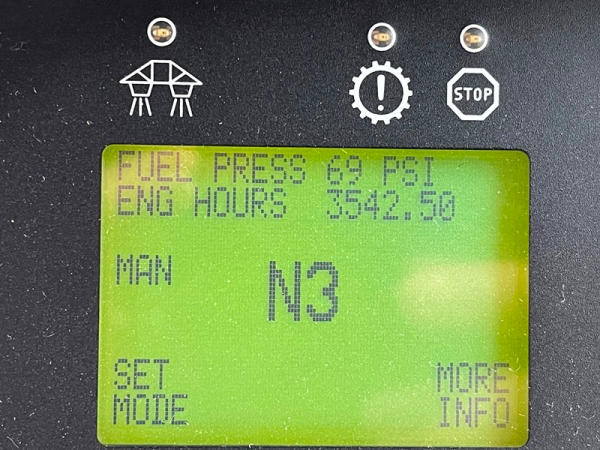 STOP
FUEL PRESS 69 PSI
ENG HOURS 3542.50
MAN
N3
SET MORE
MODE INFO